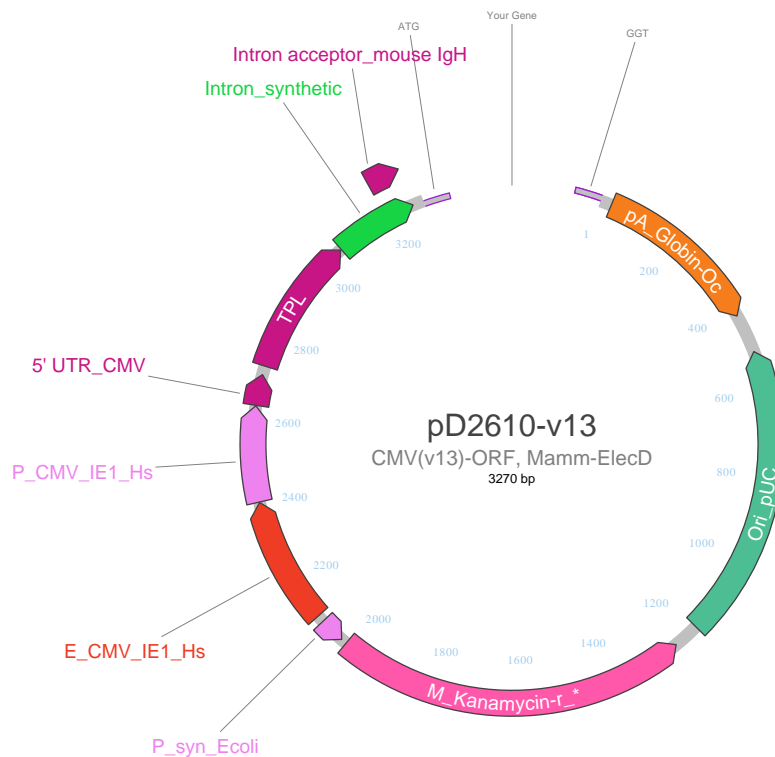 Your Gene
ATG
GGT
Intron acceptor_mouse IgH
Intron_synthetic
pA_Globin-Oc
1
200
400
600
800
1000
1200
1400
1600
1800
2000
2200
2400
2600
2800
3000
3200
TPL
5' UTR_CMV
P_CMV_IE1_Hs
pD2610-v13
CMV(v13)-ORF, Mamm-ElecD
3270 bp
Ori_pUC
E_CMV_IE1_Hs
M_Kanamycin-r_*
P_syn_Ecoli